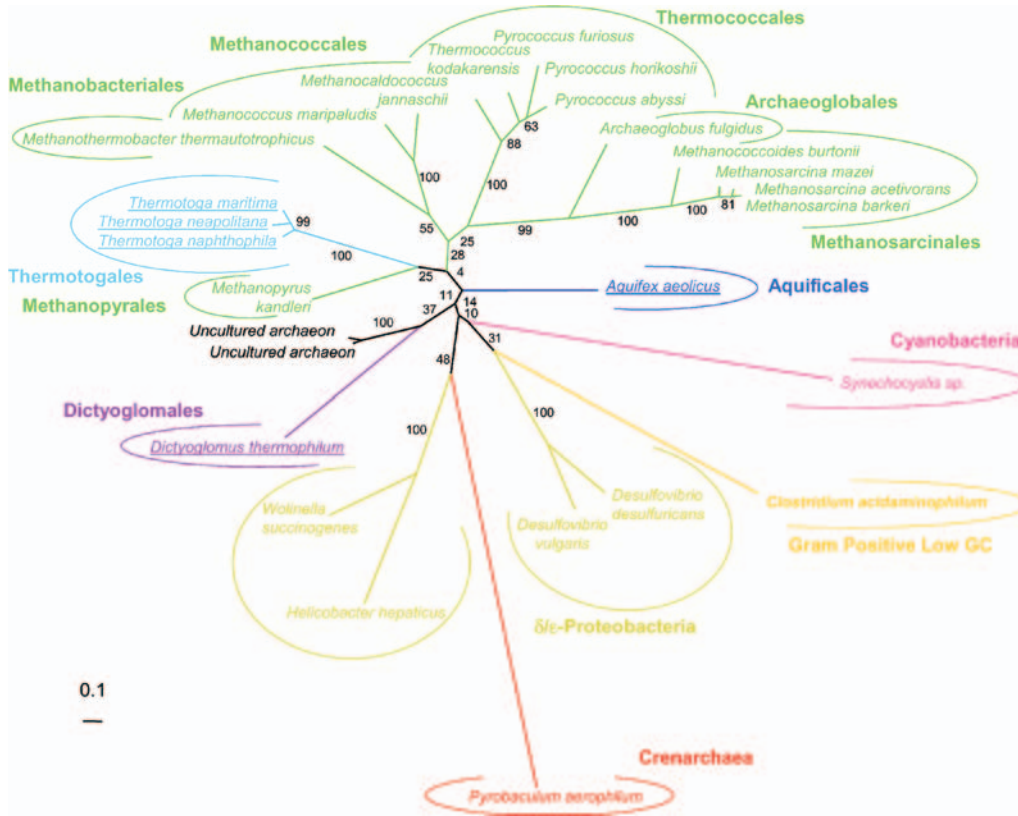 Thermococcales
Pyrococcus furiosus
Methanococcales
Thermococcus
kodakarensis
Pyrococcus horikoshii
Methanobacteriales
Methanocaldococcus
jannaschii
Pyrococcus abyssi
Archaeoglobales
Methanococcus maripaludis
63
Archaeoglobus fulgidus
Methanothermobacter thermautotrophicus
88
Methanococcoides burtonii
Methanosarcina mazei
100
100
Methanosarcina acetivorans
Thermotoga maritima
100
81
Methanosarcina barkeri
Thermotoga neapolitana
99
55
99
100
Thermotoga naphthophila
25
Methanosarcinales
100
28
Thermotogales
25
4
Methanopyrus
kandleri
Aquifex aeolicus
Aquificales
Methanopyrales
11
14
37
10
Uncultured archaeon
100
Uncultured archaeon
31
Cyanobacteria
48
Synechocystis sp.
Dictyoglomales
100
100
Dictyoglomus thermophilum
Wolinella
succinogenes
Desulfovibrio
desulfuricans
Clostridium acidaminophilum
Desulfovibrio
vulgaris
Gram Positive Low GC
Helicobacter hepaticus
δ/ε-Proteobacteria
0.1
Crenarchaea
Pyrobaculum aerophilum